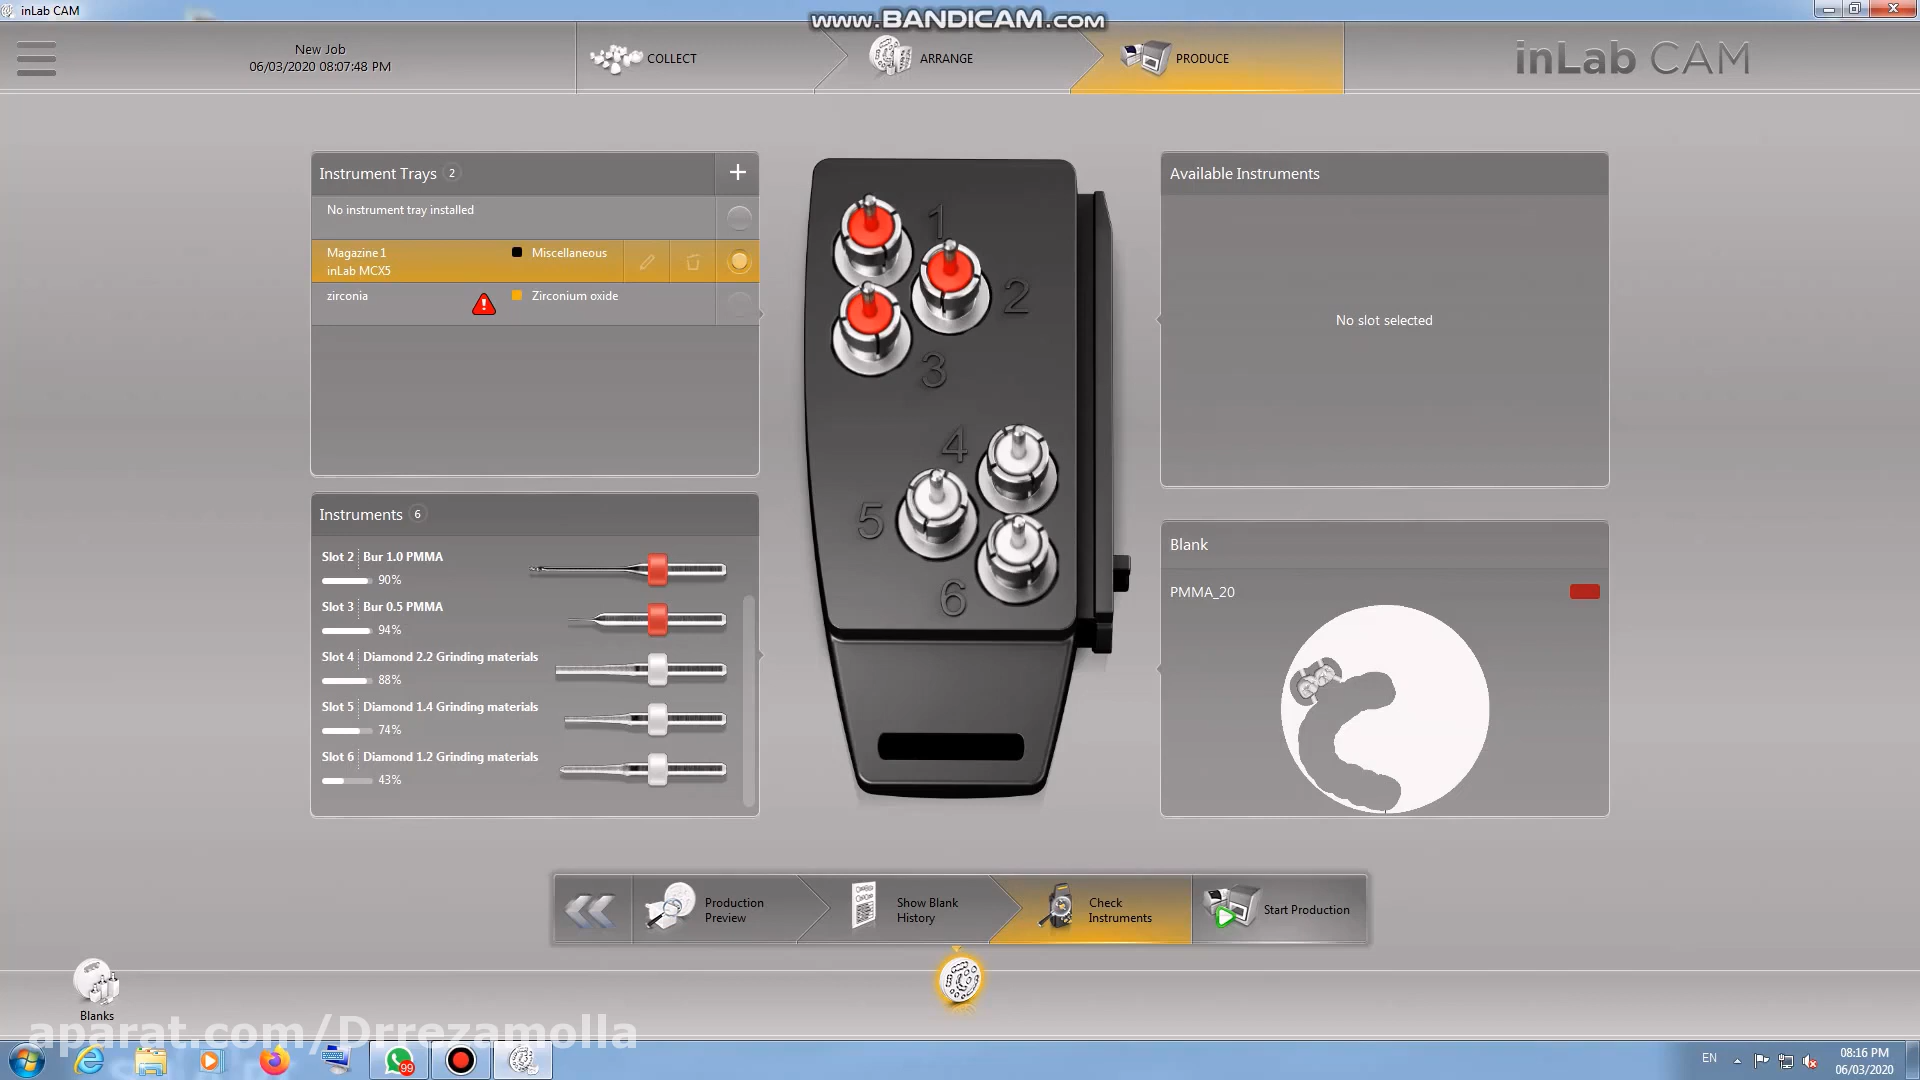 inLab CAM
www.BANDICAM.com
New Job
06/03/2020 08:07:48 PM
COLLECT
ARRANGE
PRODUCE
inLab CAM
Instrument Trays 2
+
No instrument tray installed
Magazine 1
inLab MCX5
Miscellaneous
zirconia
Zirconium oxide
1
2
3
4
5
6
Available Instruments
No slot selected
Instruments 6
Slot 2 Bur 1.0 PMMA
90%
Slot 3 Bur 0.5 PMMA
94%
Slot 4 Diamond 2.2 Grinding materials
88%
Slot 5 Diamond 1.4 Grinding materials
74%
Slot 6 Diamond 1.2 Grinding materials
43%
Blank
PMMA_20
Production
Preview
Show Blank
History
Check
Instruments
Start Production
Blanks
aparat.com/Drrezamolla
99
EN
08:16 PM
06/03/2020